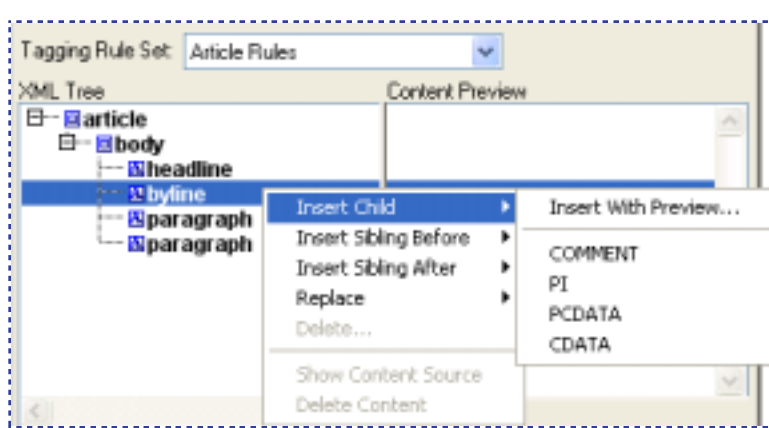 Tagging Rule Set: Article Rules
XML Tree Content Preview
article
body
headline
byline
paragraph
paragraph
Insert Child
Insert Sibling Before
Insert Sibling After
Replace
Delete...
Show Content Source
Delete Content
Insert With Preview...
COMMENT
PI
PCDATA
CDATA